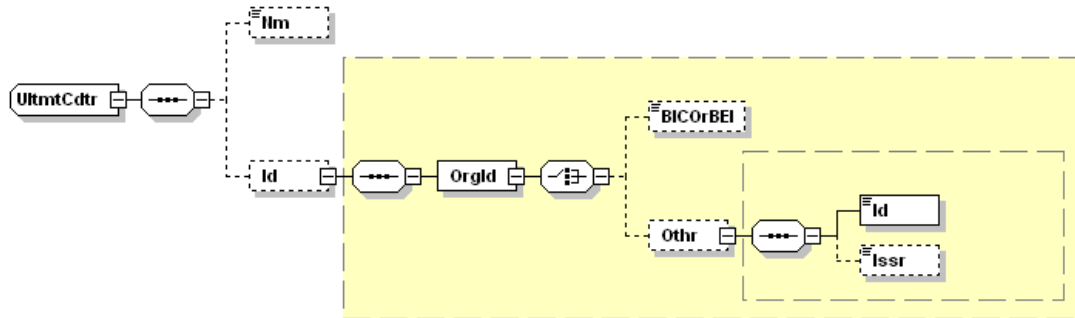 Nm
UltmtCdtr
BICOrBEI
Id
OrgId
Id
Othr
Issr